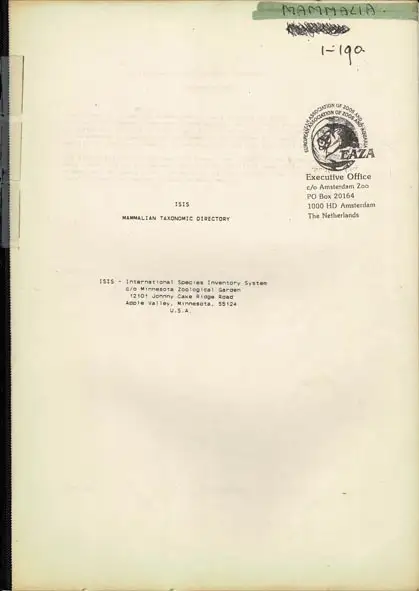 MAMMALIA
1-19a
EUROPEAN ASSOCIATION OF ZOOS AND AQUARIA
EAZA
Executive Office
c/o Amsterdam Zoo
PO Box 20164
1000 HD Amsterdam
The Netherlands
ISIS
MAMMALIAN TAXONOMIC DIRECTORY
ISIS - International Species Inventory System
c/o Minnesota Zoological Garden
12101 Johnny Cake Ridge Road
Apple Valley, Minnesota, 55124
U.S.A.